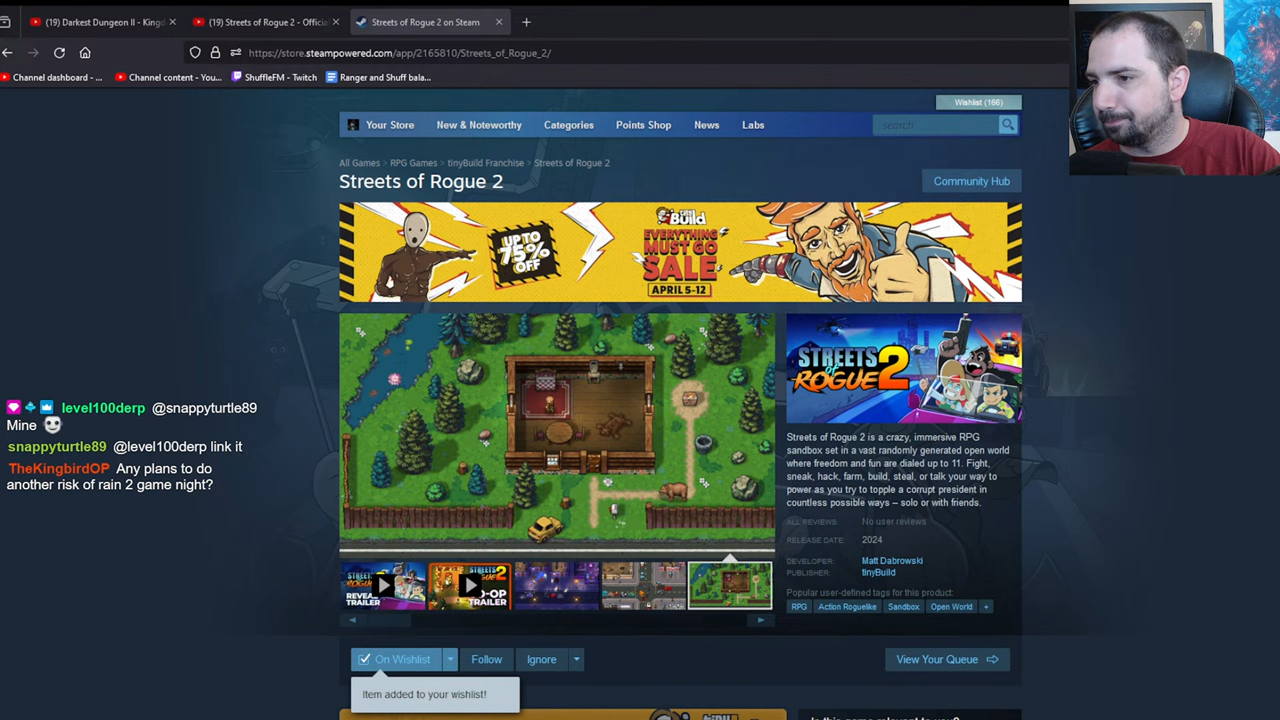 (19) Darkest Dungeon II - Kingd
(19) Streets of Rogue 2 - Officia
Streets of Rogue 2 on Steam
https://store.steampowered.com/app/2165810/Streets_of_Rogue_2/
Channel dashboard - ...
Channel content - You...
ShuffleFM - Twitch
Ranger and Shuff bala...
Wishlist (166)
Your Store
New & Noteworthy
Categories
Points Shop
News
Labs
search
All Games > RPG Games > tinyBuild Franchise > Streets of Rogue 2
Streets of Rogue 2
Community Hub
UP TO
75%
OFF
tinyBuild
EVERYTHING
MUST GO
SALE
APRIL 5-12
STREETS
OF
ROGUE 2
Streets of Rogue 2 is a crazy, immersive RPG
sandbox set in a vast randomly generated open world
where freedom and fun are dialed up to 11. Fight,
sneak, hack, farm, build, steal, or talk your way to
power as you try to topple a corrupt president in
countless possible ways – solo or with friends.
ALL REVIEWS: No user reviews
RELEASE DATE: 2024
DEVELOPER: Matt Dabrowski
PUBLISHER: tinyBuild
Popular user-defined tags for this product:
RPG
Action Roguelike
Sandbox
Open World
+
level100derp @snappyturtle89
Mine
snappyturtle89 @level100derp link it
TheKingbirdOP Any plans to do
another risk of rain 2 game night?
REVEAL
TRAILER
CO-OP
TRAILER
On Wishlist
Follow
Ignore
View Your Queue
Item added to your wishlist!